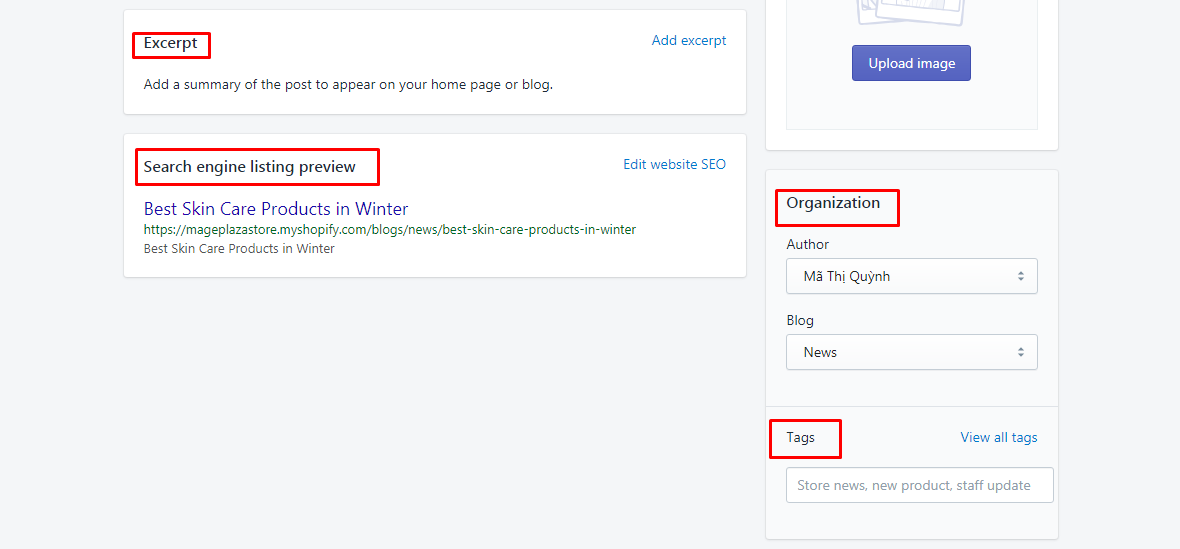 Excerpt
Add excerpt
Add a summary of the post to appear on your home page or blog.
Search engine listing preview
Edit website SEO
Best Skin Care Products in Winter
https://mageplazastore.myshopify.com/blogs/news/best-skin-care-products-in-winter
Best Skin Care Products in Winter
Upload image
Organization
Author
Mã Thị Quỳnh
Blog
News
Tags
View all tags
Store news, new product, staff update